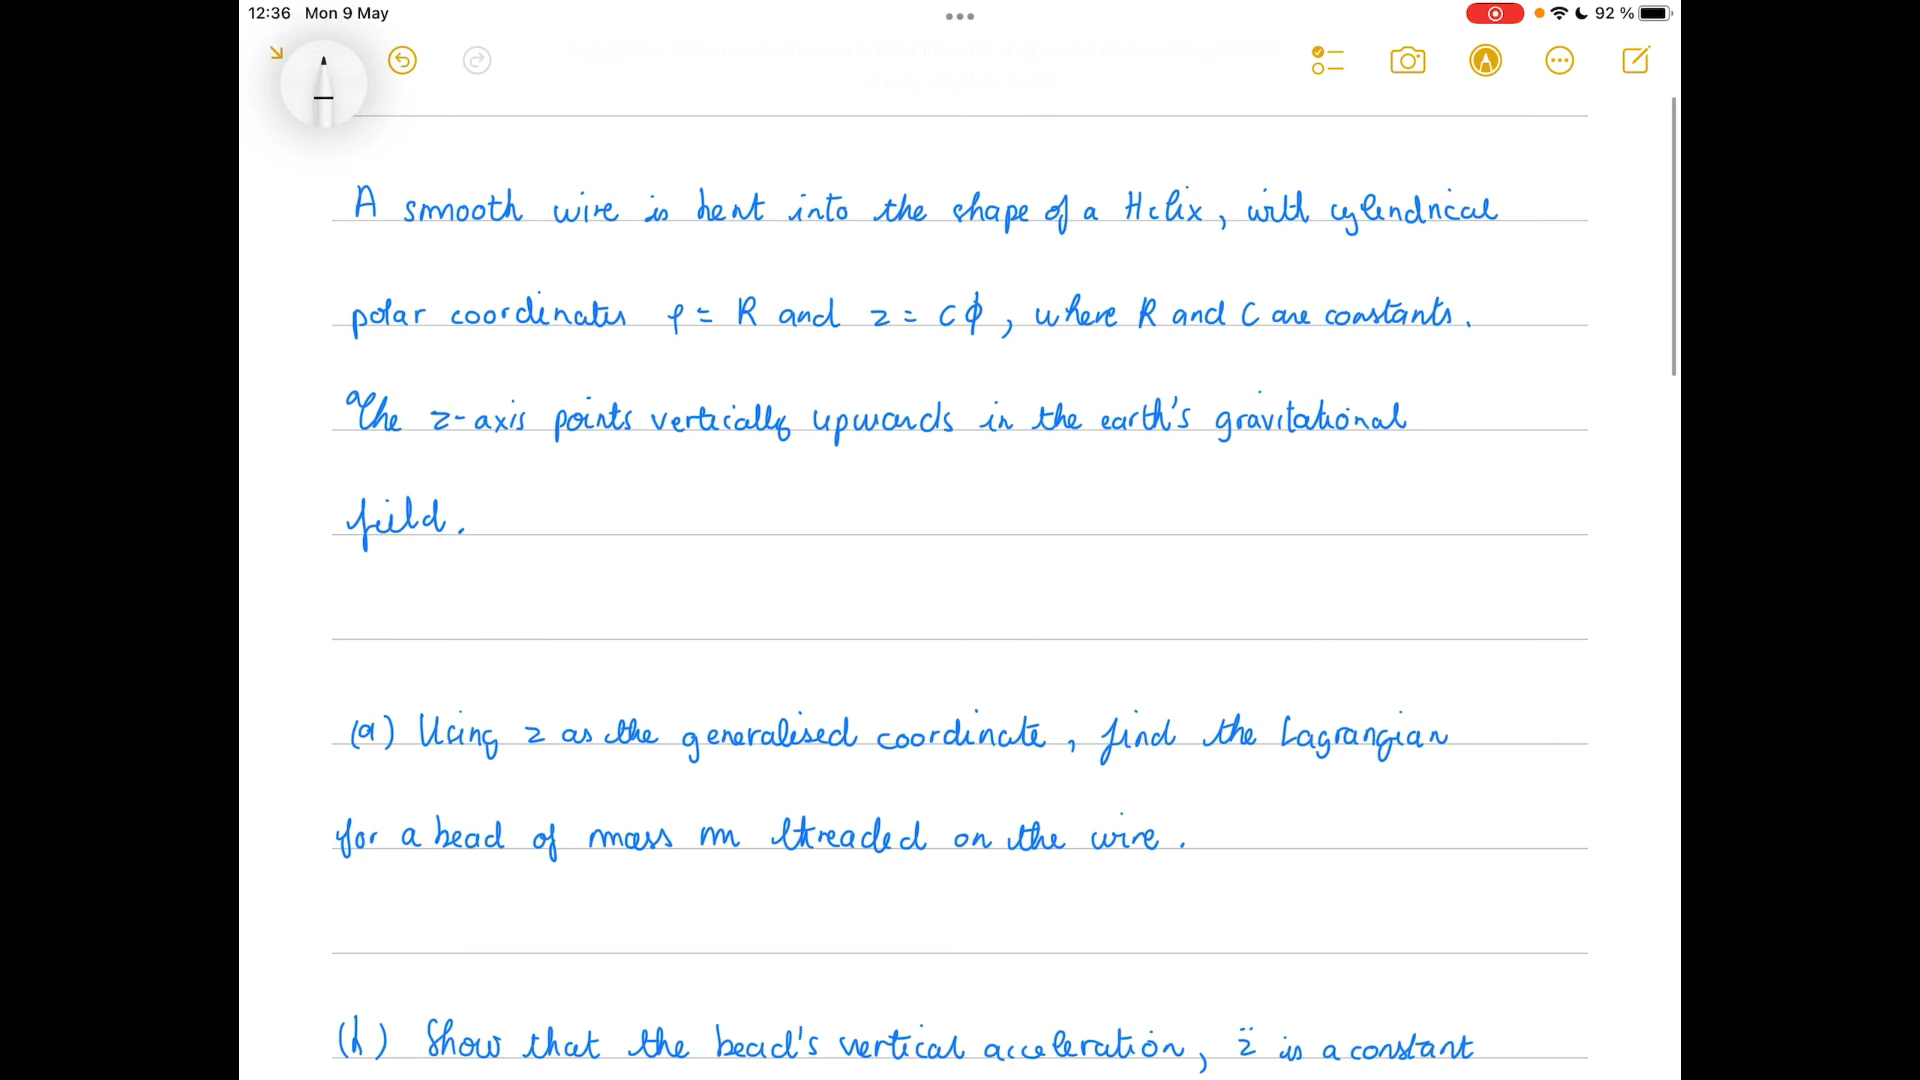 12:36 Mon 9 May
92 %
A smooth wire is bent into the shape of a Helix, with cylindrical
polar coordinates ρ = R and z = cϕ, where R and C are constants.
The z-axis points vertically upwards in the earth's gravitational
field.
(a) Using z as the generalised coordinate, find the Lagrangian
for a bead of mass m threaded on the wire.
(b) Show that the bead's vertical acceleration, z̈ is a constant